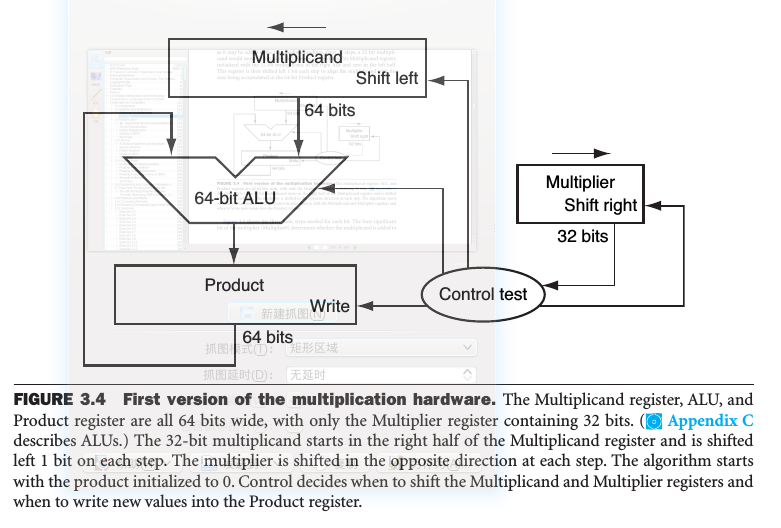 Multiplicand
Shift left
64 bits
64-bit ALU
Multiplier
Shift right
32 bits
Product
Write
Control test
64 bits
新建抓图(N)
抓图模式(T): 矩形区域
抓图延时(D): 无延时
FIGURE 3.4 First version of the multiplication hardware. The Multiplicand register, ALU, and
Product register are all 64 bits wide, with only the Multiplier register containing 32 bits. (Appendix C
describes ALUs.) The 32-bit multiplicand starts in the right half of the Multiplicand register and is shifted
left 1 bit on each step. The multiplier is shifted in the opposite direction at each step. The algorithm starts
with the product initialized to 0. Control decides when to shift the Multiplicand and Multiplier registers and
when to write new values into the Product register.